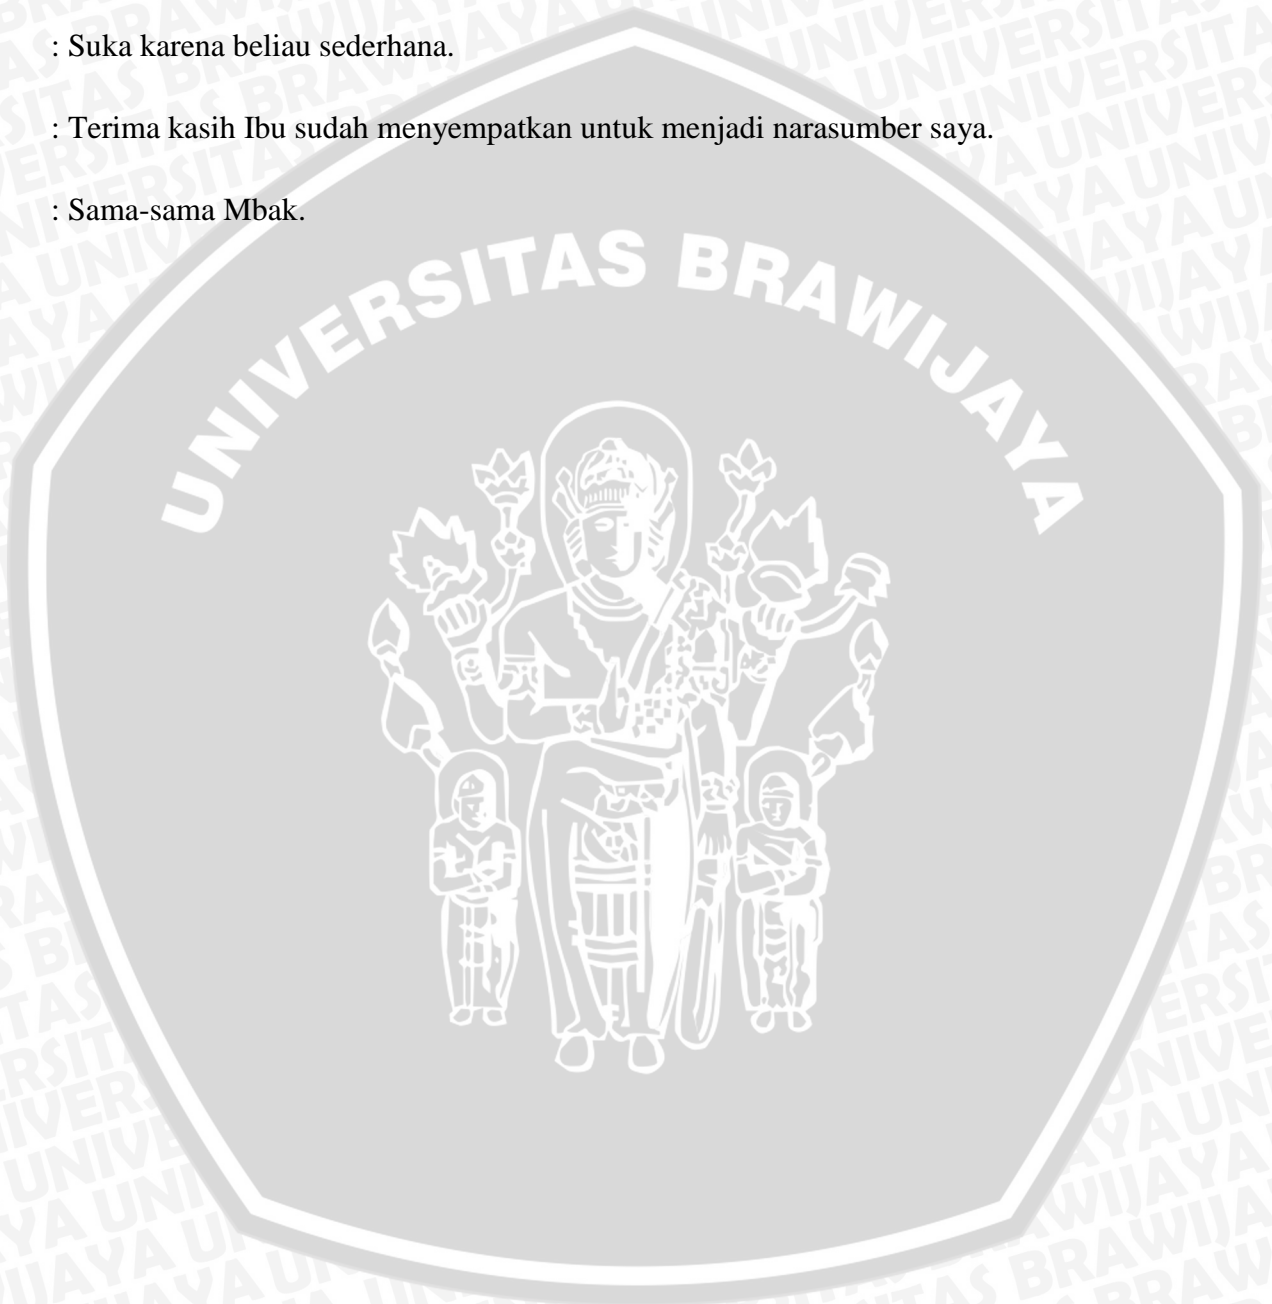 : Suka karena beliau sederhana.
: Terima kasih Ibu sudah menyempatkan untuk menjadi narasumber saya.
: Sama-sama Mbak.
UNIVERSITAS BRAWIJAYA